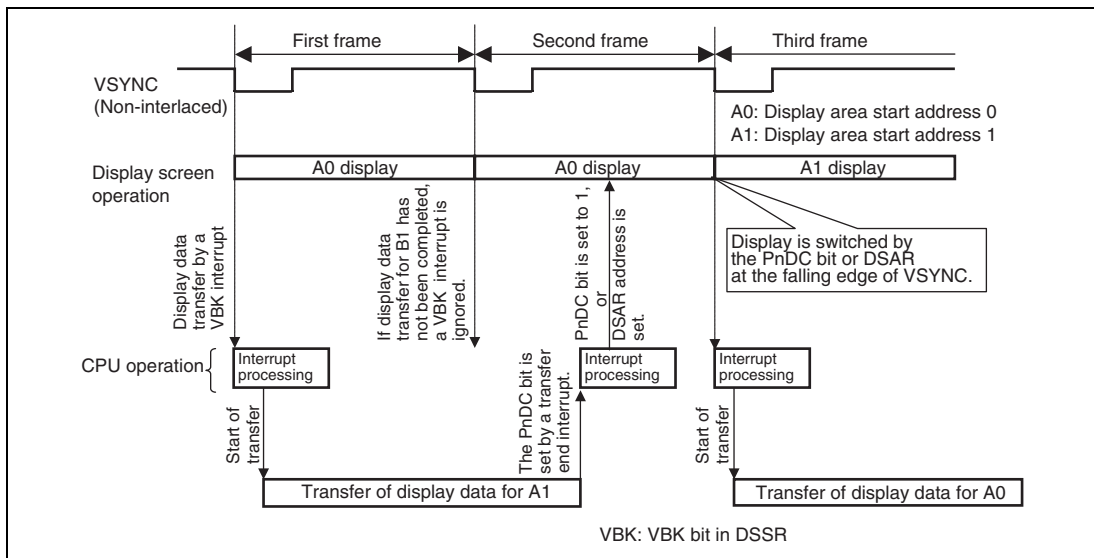 First frame
Second frame
Third frame
VSYNC
(Non-interlaced)
A0: Display area start address 0
A1: Display area start address 1
Display screen
operation
A0 display
A0 display
A1 display
Display data
transfer by a
VBK interrupt
If display data
transfer for B1 has
not been completed,
a VBK interrupt is
ignored.
PnDC bit is set to 1,
or
DSAR address is
set.
Display is switched by
the PnDC bit or DSAR
at the falling edge of VSYNC.
CPU operation
Interrupt
processing
Interrupt
processing
Interrupt
processing
Start of
transfer
The PnDC bit is
set by a transfer
end interrupt.
Start of
transfer
Transfer of display data for A1
Transfer of display data for A0
VBK: VBK bit in DSSR